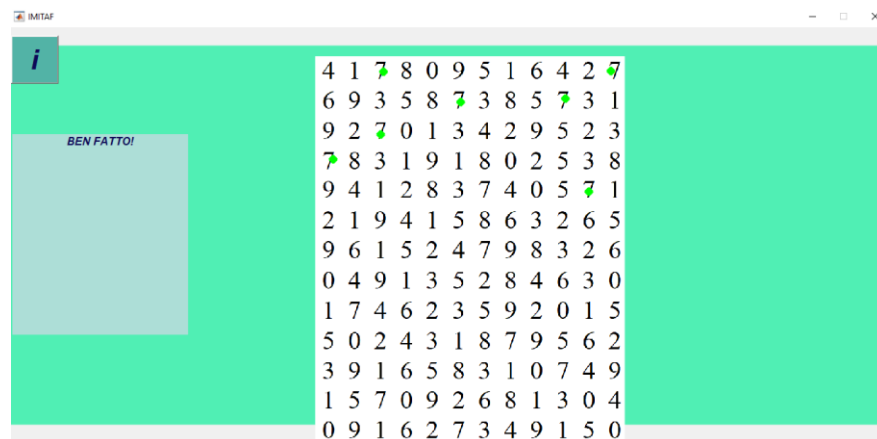 IMITAF
i
BEN FATTO!
4 1 7 8 0 9 5 1 6 4 2 7
6 9 3 5 8 7 3 8 5 7 3 1
9 2 7 0 1 3 4 2 9 5 2 3
7 8 3 1 9 1 8 0 2 5 3 8
9 4 1 2 8 3 7 4 0 5 7 1
2 1 9 4 1 5 8 6 3 2 6 5
9 6 1 5 2 4 7 9 8 3 2 6
0 4 9 1 3 5 2 8 4 6 3 0
1 7 4 6 2 3 5 9 2 0 1 5
5 0 2 4 3 1 8 7 9 5 6 2
3 9 1 6 5 8 3 1 0 7 4 9
1 5 7 0 9 2 6 8 1 3 0 4
0 9 1 6 2 7 3 4 9 1 5 0